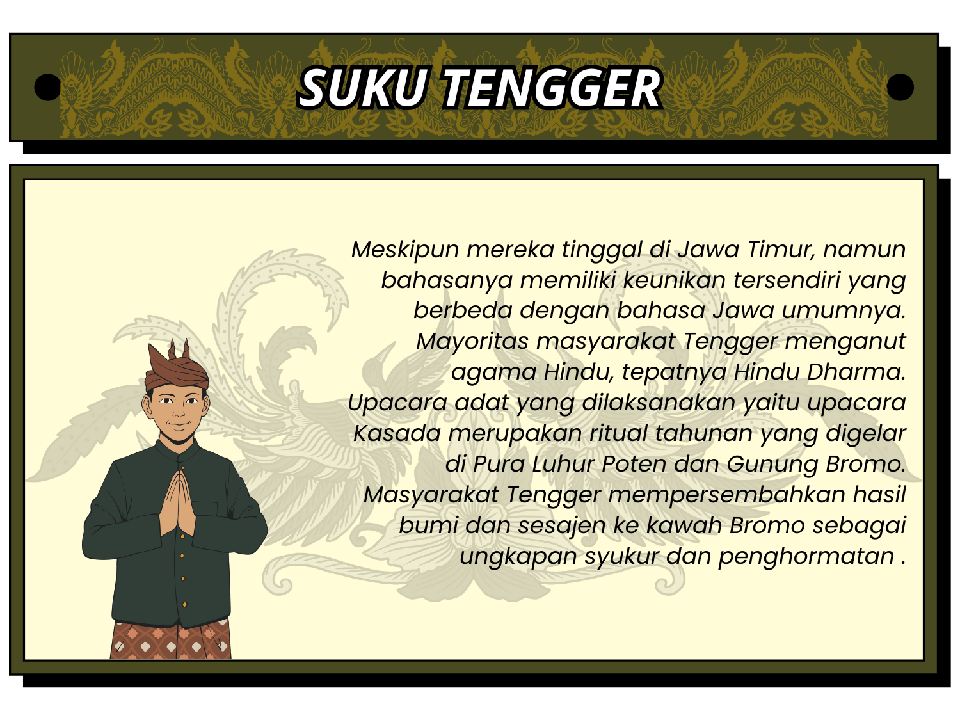 SUKU TENGGER
Meskipun mereka tinggal di Jawa Timur, namun
bahasanya memiliki keunikan tersendiri yang
berbeda dengan bahasa Jawa umumnya.
Mayoritas masyarakat Tengger menganut
agama Hindu, tepatnya Hindu Dharma.
Upacara adat yang dilaksanakan yaitu upacara
Kasada merupakan ritual tahunan yang digelar
di Pura Luhur Poten dan Gunung Bromo.
Masyarakat Tengger mempersembahkan hasil
bumi dan sesajen ke kawah Bromo sebagai
ungkapan syukur dan penghormatan .